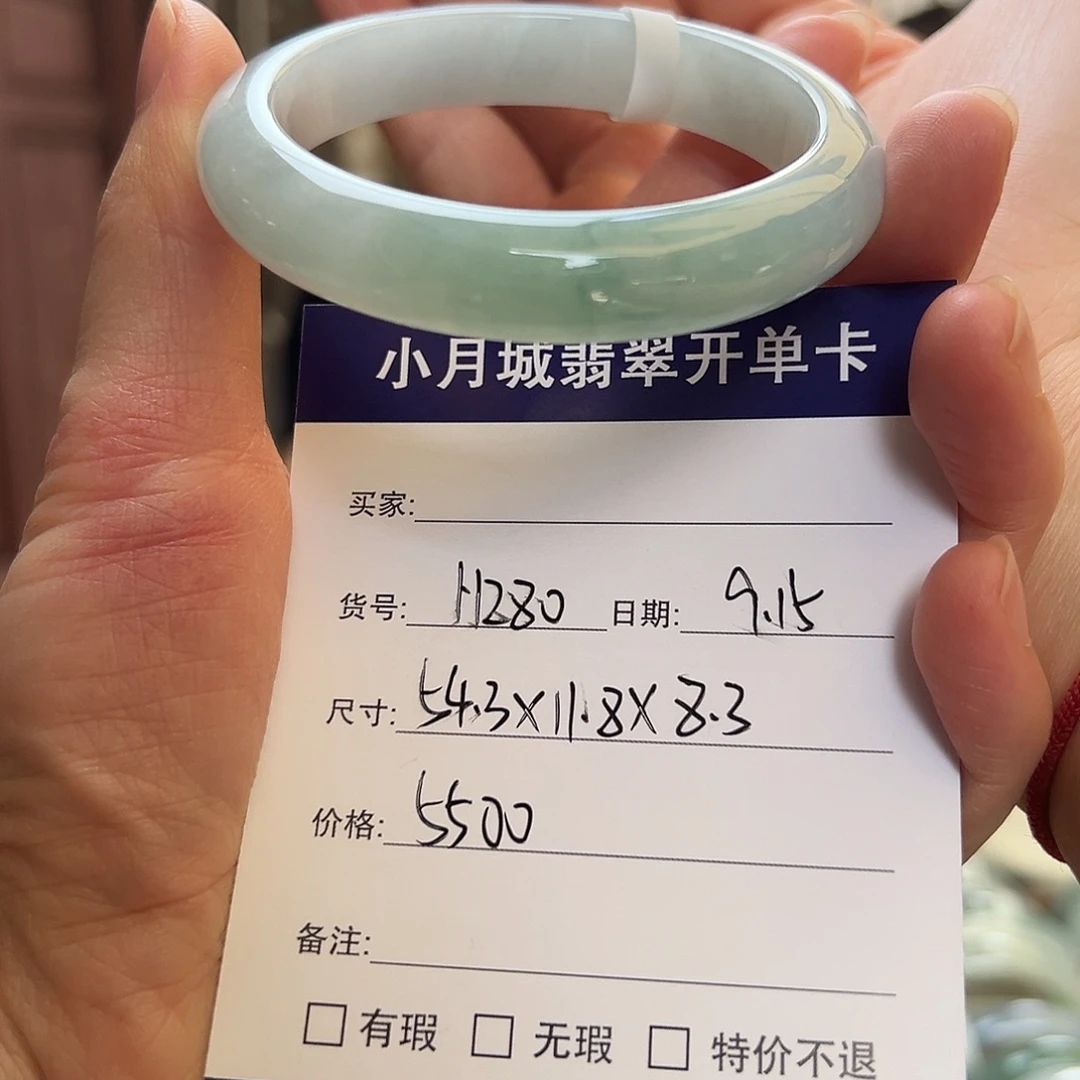 小月城翡翠开单卡
买家:
货号: H280 日期: 9.15
尺寸: 54.3X11.8X8.3
价格: 5500
备注:
□ 有瑕 □ 无瑕 □ 特价不退